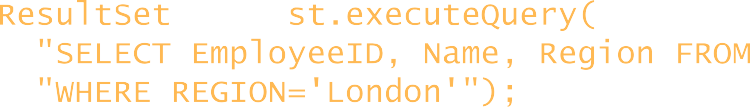 ResultSet st.executeQuery(
"SELECT EmployeeID, Name, Region FROM
"WHERE REGION='London'");